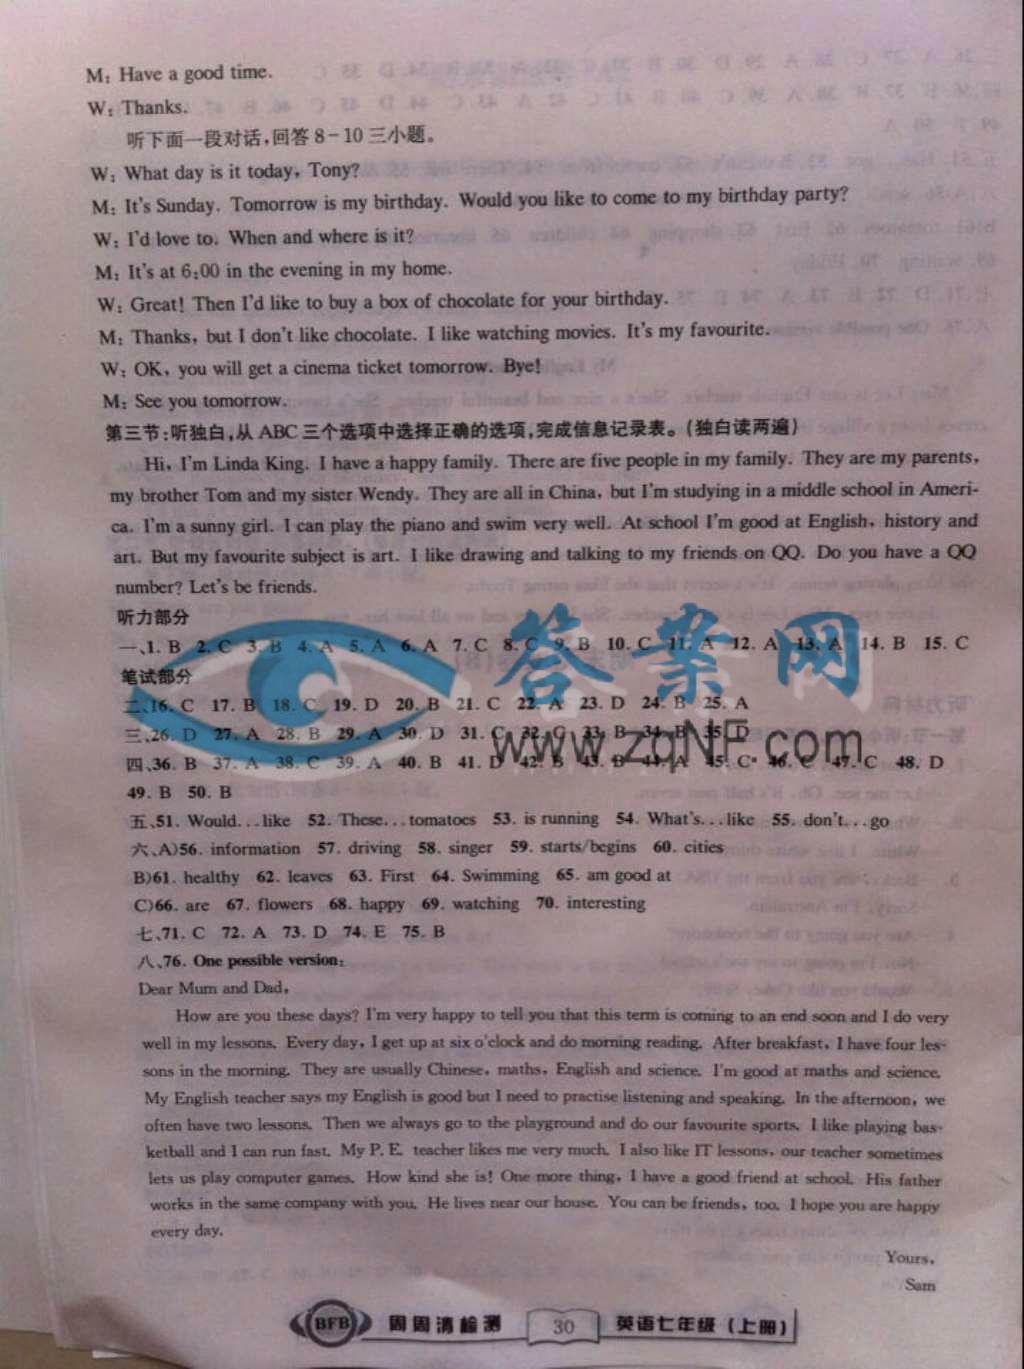 M: Have a good time.
W: Thanks.
听下面一段对话,回答8-10三小题。
W: What day is it today, Tony?
M: It's Sunday. Tomorrow is my birthday. Would you like to come to my birthday party?
W: I'd love to. When and where is it?
M: It's at 6:00 in the evening in my home.
W: Great! Then I'd like to buy a box of chocolate for your birthday.
M: Thanks, but I don't like chocolate. I like watching movies. It's my favourite.
W: OK, you will get a cinema ticket tomorrow. Bye!
M: See you tomorrow.
第三节:听独白,从ABC三个选项中选择正确的选项,完成信息记录表。(独白读两遍)
Hi, I'm Linda King. I have a happy family. There are five people in my family. They are my parents,
my brother Tom and my sister Wendy. They are all in China, but I'm studying in a middle school in Ameri-
ca. I'm a sunny girl. I can play the piano and swim very well. At school I'm good at English, history and
art. But my favourite subject is art. I like drawing and talking to my friends on QQ. Do you have a QQ
number? Let's be friends.
听力部分
一、1. B 2. C 3. B 4. A 5. A 6. A 7. C 8. C 9. B 10. C 11. A 12. A 13. A 14. B 15. C
笔试部分
二、16. C 17. B 18. C 19. D 20. B 21. C 22. A 23. D 24. B 25. A
三、26. D 27. A 28. B 29. A 30. D 31. C 32. C 33. B 34. B 35. D
四、36. B 37. A 38. C 39. A 40. B 41. D 42. B 43. B 44. A 45. C 46. C 47. C 48. D
49. B 50. B
五、51. Would...like 52. These...tomatoes 53. is running 54. What's...like 55. don't...go
六、A)56. information 57. driving 58. singer 59. starts/begins 60. cities
B)61. healthy 62. leaves 63. First 64. Swimming 65. am good at
C)66. are 67. flowers 68. happy 69. watching 70. interesting
七、71. C 72. A 73. D 74. E 75. B
八、76. One possible version:
Dear Mum and Dad,
How are you these days? I'm very happy to tell you that this term is coming to an end soon and I do very
well in my lessons. Every day, I get up at six o'clock and do morning reading. After breakfast, I have four les-
sons in the morning. They are usually Chinese, maths, English and science. I'm good at maths and science.
My English teacher says my English is good but I need to practise listening and speaking. In the afternoon, we
often have two lessons. Then we always go to the playground and do our favourite sports. I like playing bas-
ketball and I can run fast. My P. E. teacher likes me very much. I also like IT lessons, our teacher sometimes
lets us play computer games. How kind she is! One more thing, I have a good friend at school. His father
works in the same company with you. He lives near our house. You can be friends, too. I hope you are happy
every day.
Yours,
Sam
答案网
www.zqNF.com
BFB 周周清检测 30 英语七年级(上册)